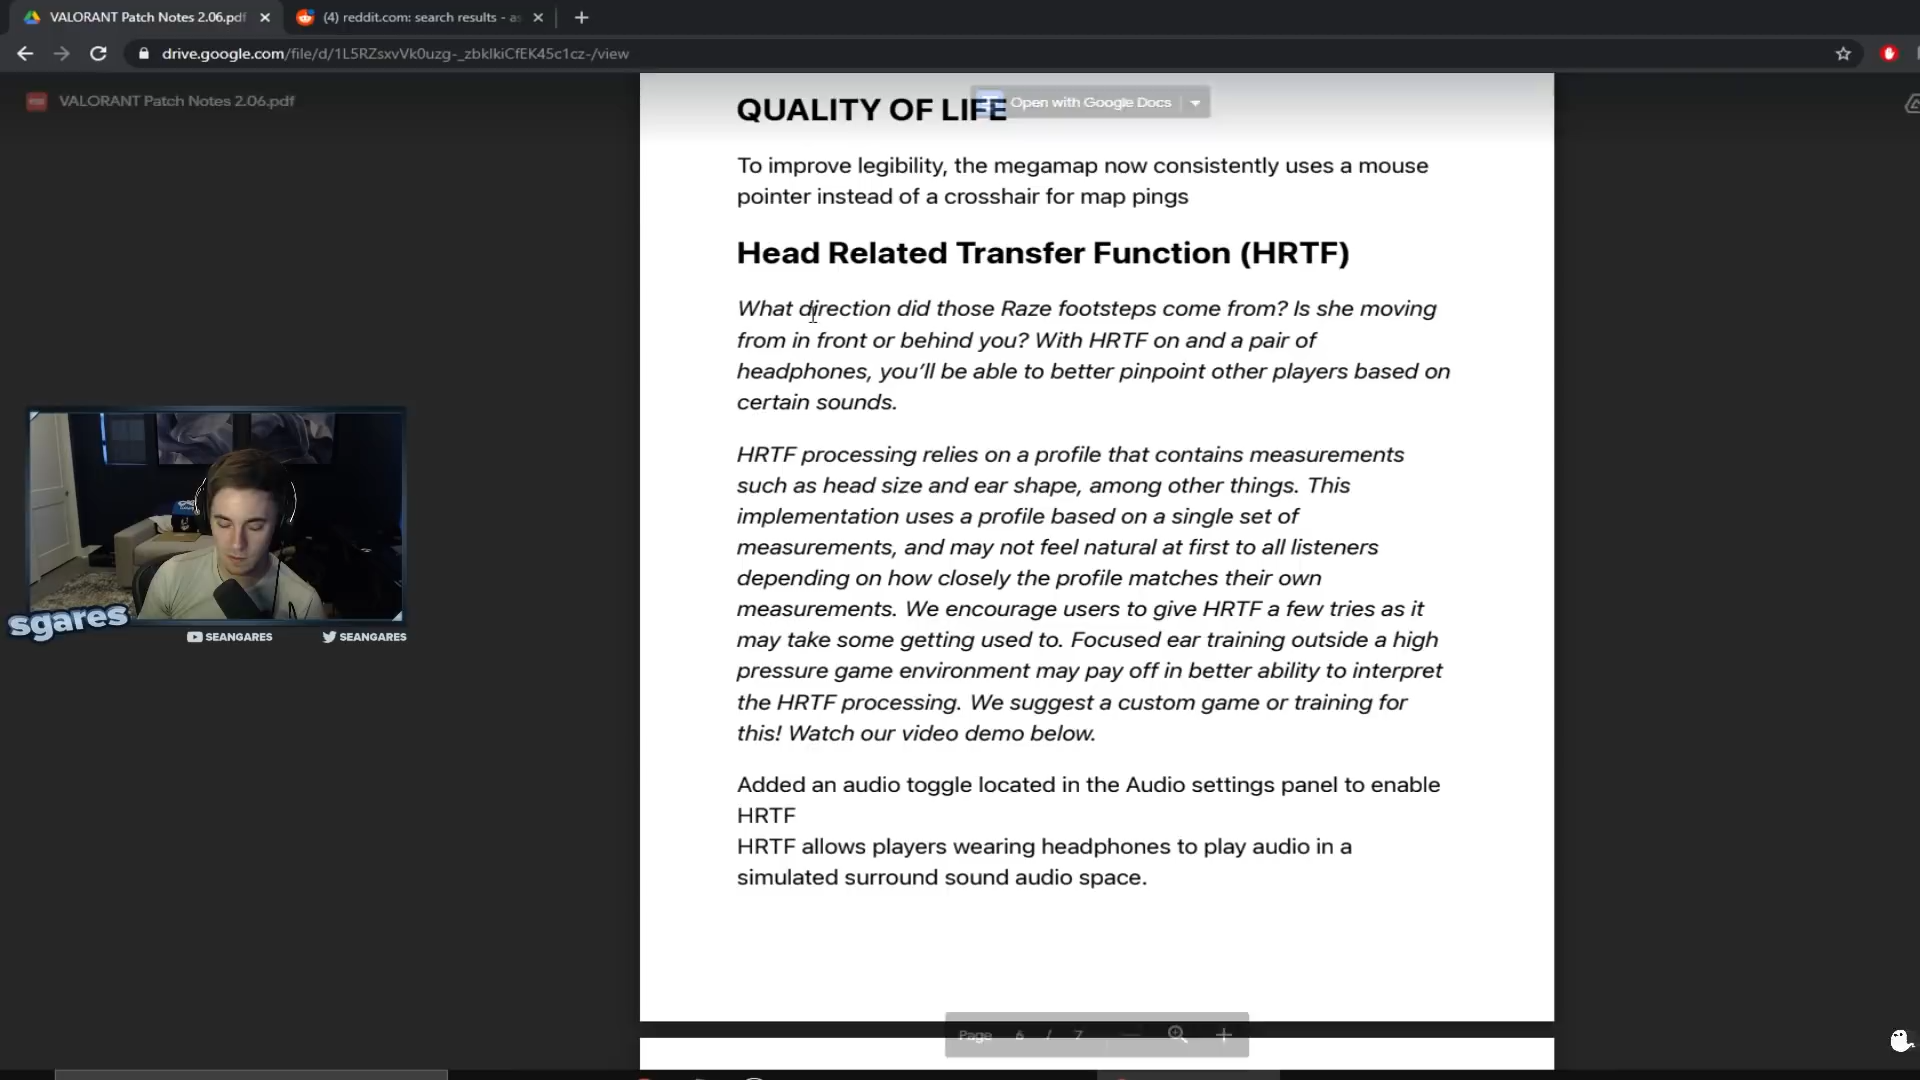 VALORANT Patch Notes 2.06.pdf
(4) reddit.com: search results - as
drive.google.com/file/d/1L5RZsxvVk0uzg-_zbkIkiCfEK45c1cz-/view
VALORANT Patch Notes 2.06.pdf
Open with Google Docs
QUALITY OF LIFE
To improve legibility, the megamap now consistently uses a mouse
pointer instead of a crosshair for map pings
Head Related Transfer Function (HRTF)
What direction did those Raze footsteps come from? Is she moving
from in front or behind you? With HRTF on and a pair of
headphones, you’ll be able to better pinpoint other players based on
certain sounds.
HRTF processing relies on a profile that contains measurements
such as head size and ear shape, among other things. This
implementation uses a profile based on a single set of
measurements, and may not feel natural at first to all listeners
depending on how closely the profile matches their own
measurements. We encourage users to give HRTF a few tries as it
may take some getting used to. Focused ear training outside a high
pressure game environment may pay off in better ability to interpret
the HRTF processing. We suggest a custom game or training for
this! Watch our video demo below.
Added an audio toggle located in the Audio settings panel to enable
HRTF
HRTF allows players wearing headphones to play audio in a
simulated surround sound audio space.
sgares
SEANGARES
SEANGARES
Page 6 / 7